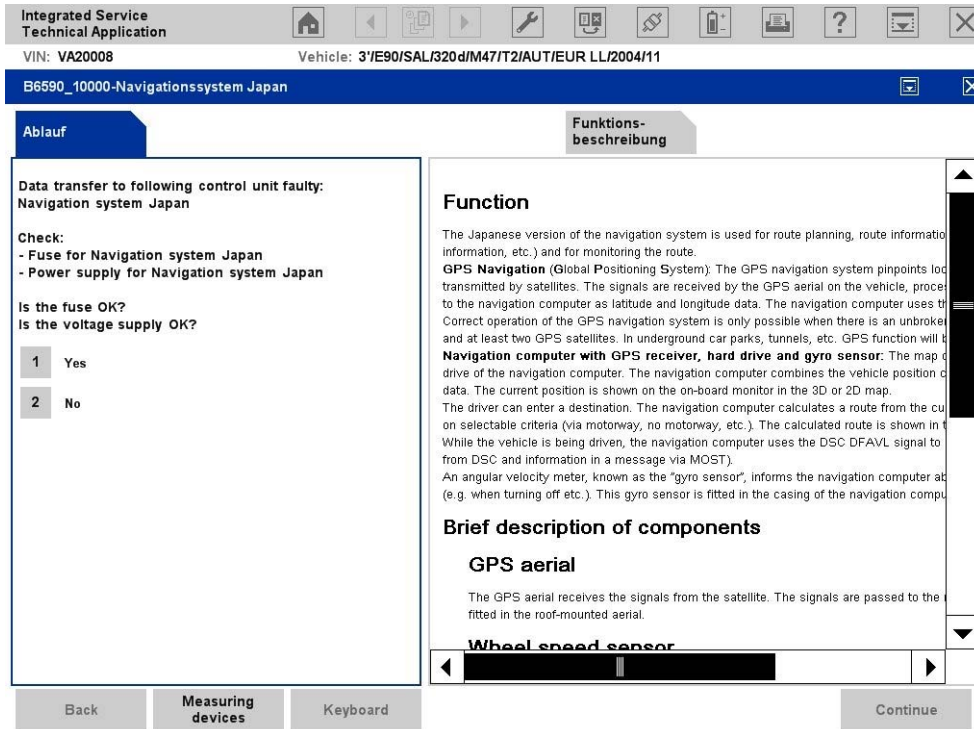 Integrated Service
Technical Application
VIN: VA20008
Vehicle: 3'/E90/SAL/320d/M47/T2/AUT/EUR LL/2004/11
B6590_10000-Navigationssystem Japan
Ablauf
Funktions-
beschreibung
Data transfer to following control unit faulty:
Navigation system Japan
Check:
- Fuse for Navigation system Japan
- Power supply for Navigation system Japan
Is the fuse OK?
Is the voltage supply OK?
1 Yes
2 No
Function
The Japanese version of the navigation system is used for route planning, route informatio
information, etc.) and for monitoring the route.
GPS Navigation (Global Positioning System): The GPS navigation system pinpoints loc
transmitted by satellites. The signals are received by the GPS aerial on the vehicle, proce
to the navigation computer as latitude and longitude data. The navigation computer uses th
Correct operation of the GPS navigation system is only possible when there is an unbroke
and at least two GPS satellites. In underground car parks, tunnels, etc. GPS function will
Navigation computer with GPS receiver, hard drive and gyro sensor: The map
drive of the navigation computer. The navigation computer combines the vehicle position
data. The current position is shown on the on-board monitor in the 3D or 2D map.
The driver can enter a destination. The navigation computer calculates a route from the cu
on selectable criteria (via motorway, no motorway, etc.). The calculated route is shown in
While the vehicle is being driven, the navigation computer uses the DSC DFAVL signal to
from DSC and information in a message via MOST).
An angular velocity meter, known as the "gyro sensor", informs the navigation computer ab
(e.g. when turning off etc.). This gyro sensor is fitted in the casing of the navigation compu
Brief description of components
GPS aerial
The GPS aerial receives the signals from the satellite. The signals are passed to the
fitted in the roof-mounted aerial.
Wheel speed sensor
Back
Measuring
devices
Keyboard
Continue